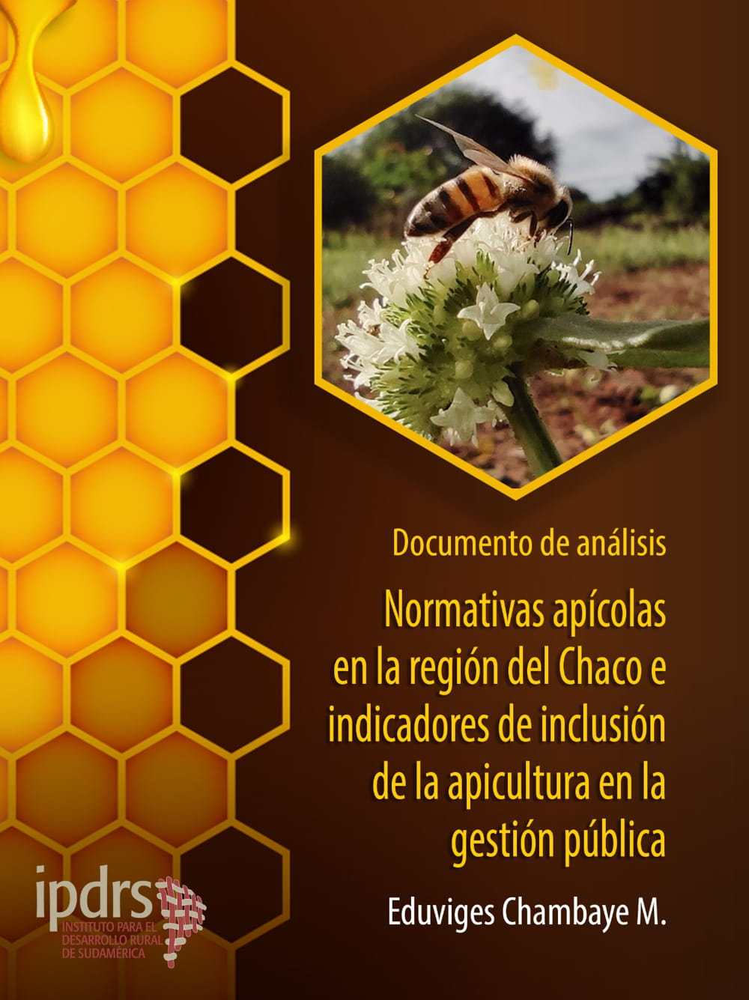 Documento de análisis
Normativas apícolas
en la región del Chaco e
indicadores de inclusión
de la apicultura en la
gestión pública
Eduviges Chambaye M.
ipdrs
INSTITUTO PARA EL
DESARROLLO RURAL
DE SUDAMÉRICA